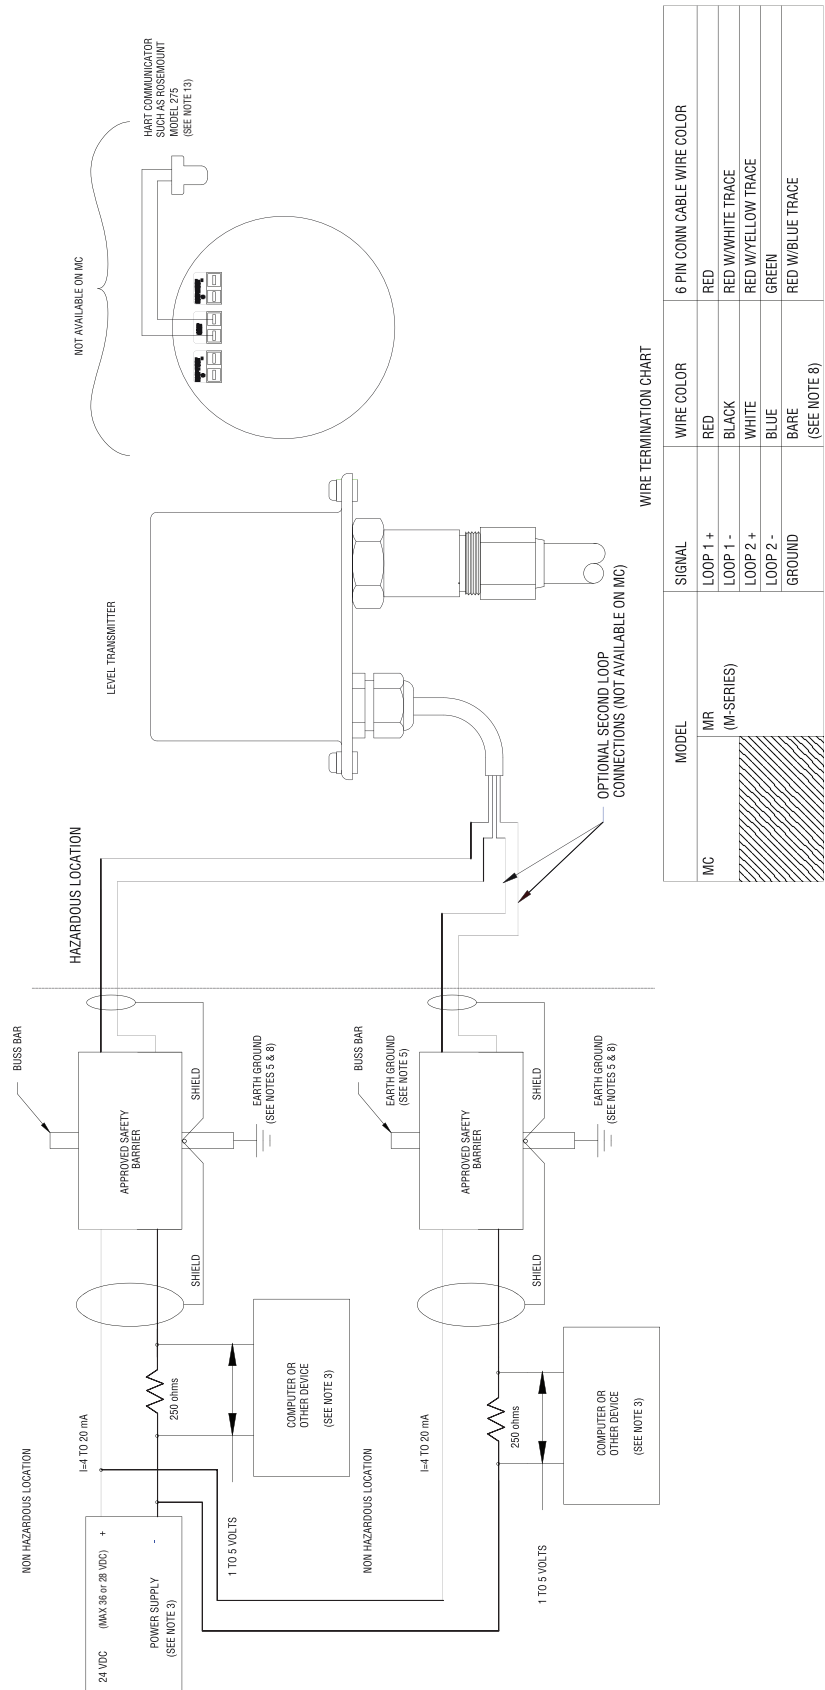 NOT AVAILABLE ON MC
HART COMMUNICATOR
SUCH AS ROSEMOUNT
MODEL 275
(SEE NOTE 13)
LEVEL TRANSMITTER
OPTIONAL SECOND LOOP
CONNECTIONS (NOT AVAILABLE ON MC)
HAZARDOUS LOCATION
BUSS BAR
APPROVED SAFETY
BARRIER
SHIELD
SHIELD
EARTH GROUND
(SEE NOTES 5 & 8)
BUSS BAR
EARTH GROUND
(SEE NOTE 5)
APPROVED SAFETY
BARRIER
SHIELD
SHIELD
EARTH GROUND
(SEE NOTES 5 & 8)
NON HAZARDOUS LOCATION
I=4 TO 20 mA
250 ohms
COMPUTER OR
OTHER DEVICE
(SEE NOTE 3)
1 TO 5 VOLTS
24 VDC (MAX 36 or 28 VDC) +
-
POWER SUPPLY
(SEE NOTE 3)
NON HAZARDOUS LOCATION
I=4 TO 20 mA
250 ohms
COMPUTER OR
OTHER DEVICE
(SEE NOTE 3)
1 TO 5 VOLTS
WIRE TERMINATION CHART
MODEL SIGNAL WIRE COLOR 6 PIN CONN CABLE WIRE COLOR
MC MR LOOP 1 + RED RED
(M-SERIES) LOOP 1 - BLACK RED W/WHITE TRACE
LOOP 2 + WHITE RED W/YELLOW TRACE
LOOP 2 - BLUE GREEN
GROUND BARE RED W/BLUE TRACE
(SEE NOTE 8)